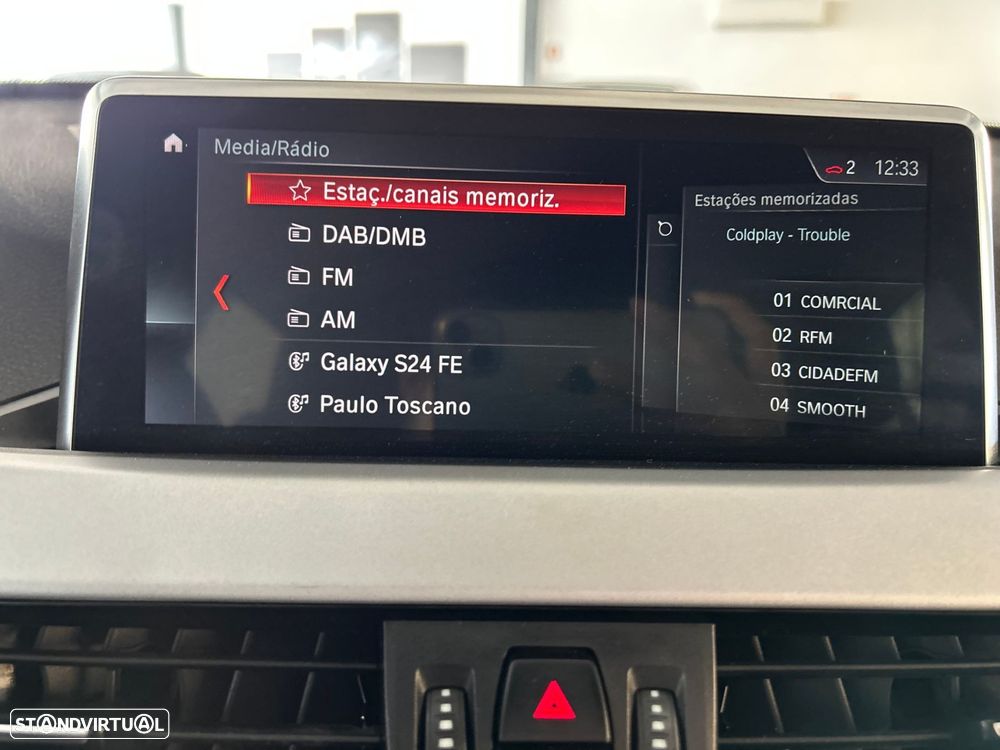 Media/Rádio
2 12:33
Estaç./canais memoriz.
DAB/DMB
FM
AM
Galaxy S24 FE
Paulo Toscano
Estações memorizadas
Coldplay - Trouble
01 COMRCIAL
02 RFM
03 CIDADEFM
04 SMOOTH
STANDVIRTUAL